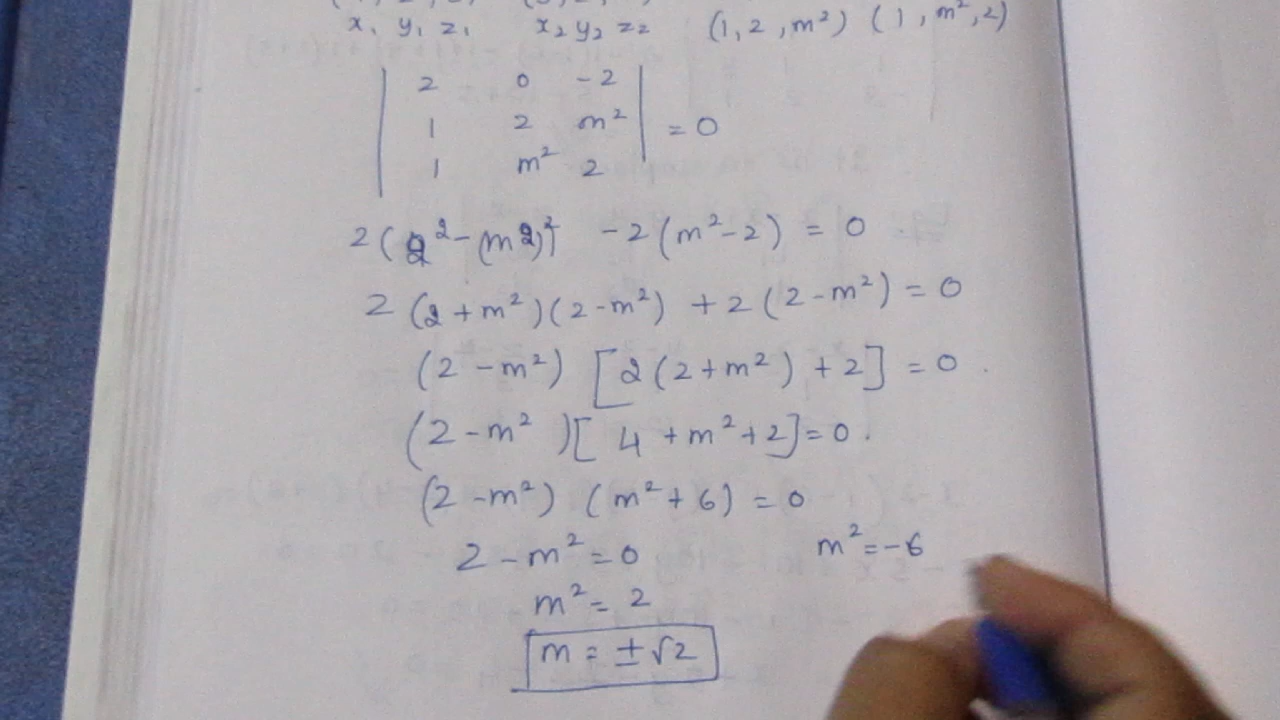 x₁ y₁ z₁ x₂ y₂ z₂ (1, 2, m²) (1, m², 2)
| 2 0 -2 |
| 1 2 m² | = 0
| 1 m² 2 |
2(2² - (m2)² - 2(m² - 2) = 0
2 (2 + m²)(2 - m²) + 2(2 - m²) = 0
(2 - m²) [2(2 + m²) + 2] = 0.
(2 - m²)[4 + m² + 2] = 0.
(2 - m²) (m² + 6) = 0
2 - m² = 0 m² = -6
m² = 2
m = ±√2